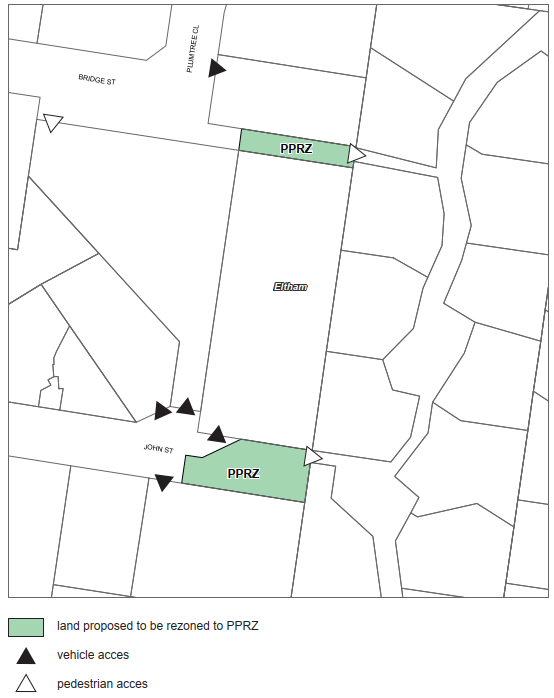 PLUMTREE CL
BRIDGE ST
PPRZ
Eltham
JOHN ST
PPRZ
land proposed to be rezoned to PPRZ
vehicle acces
pedestrian acces